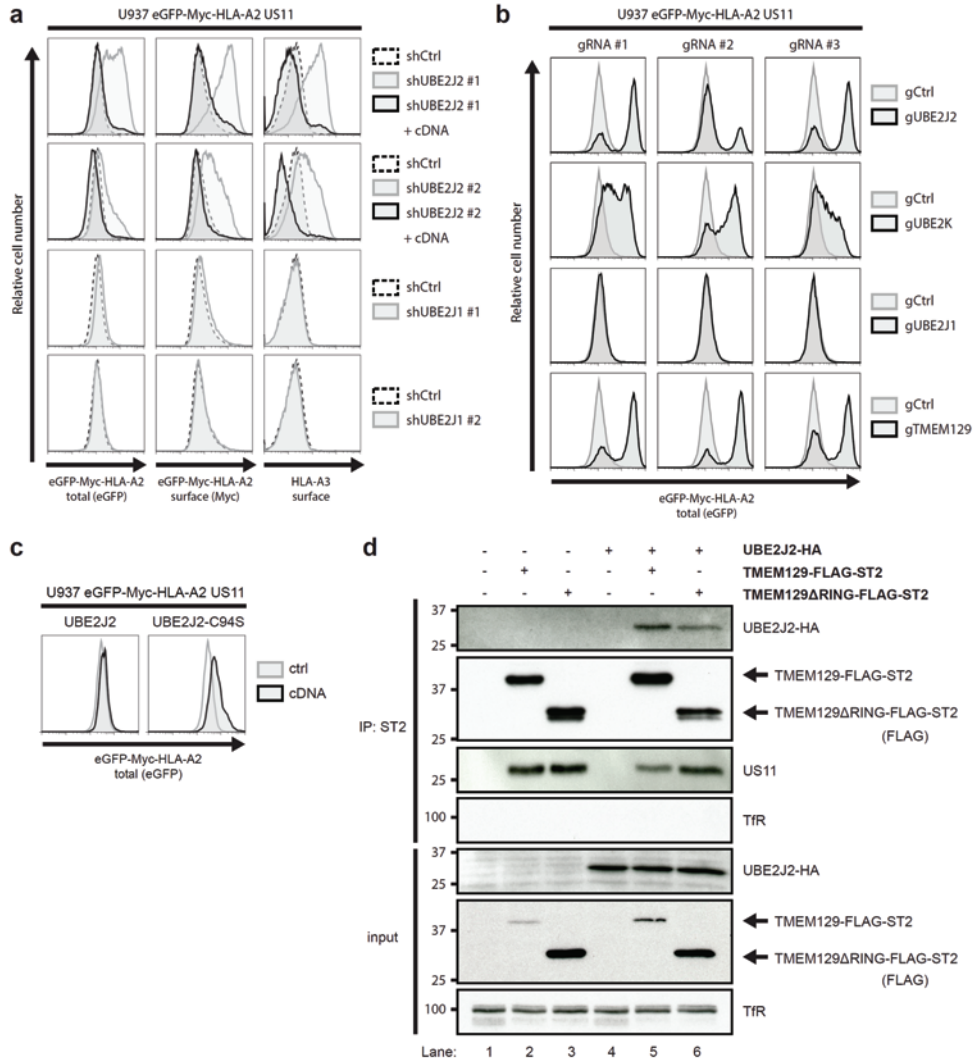 a
U937 eGFP-Myc-HLA-A2 US11
Relative cell number
shCtrl
shUBE2J2 #1
shUBE2J2 #1
+ cDNA
shCtrl
shUBE2J2 #2
shUBE2J2 #2
+ cDNA
shCtrl
shUBE2J1 #1
shCtrl
shUBE2J1 #2
eGFP-Myc-HLA-A2
total (eGFP)
eGFP-Myc-HLA-A2
surface (Myc)
HLA-A3
surface
b
U937 eGFP-Myc-HLA-A2 US11
gRNA #1 gRNA #2 gRNA #3
Relative cell number
gCtrl
gUBE2J2
gCtrl
gUBE2K
gCtrl
gUBE2J1
gCtrl
gTMEM129
eGFP-Myc-HLA-A2
total (eGFP)
c
U937 eGFP-Myc-HLA-A2 US11
UBE2J2 UBE2J2-C94S
ctrl
cDNA
eGFP-Myc-HLA-A2
total (eGFP)
d
- - - + + + UBE2J2-HA
- + - - + - TMEM129-FLAG-ST2
- - + - - + TMEM129ΔRING-FLAG-ST2
IP: ST2
37
25
UBE2J2-HA
37
25
TMEM129-FLAG-ST2
TMEM129ΔRING-FLAG-ST2
(FLAG)
25
US11
100
TfR
input
37
25
UBE2J2-HA
37
25
TMEM129-FLAG-ST2
TMEM129ΔRING-FLAG-ST2
(FLAG)
100
TfR
Lane: 1 2 3 4 5 6